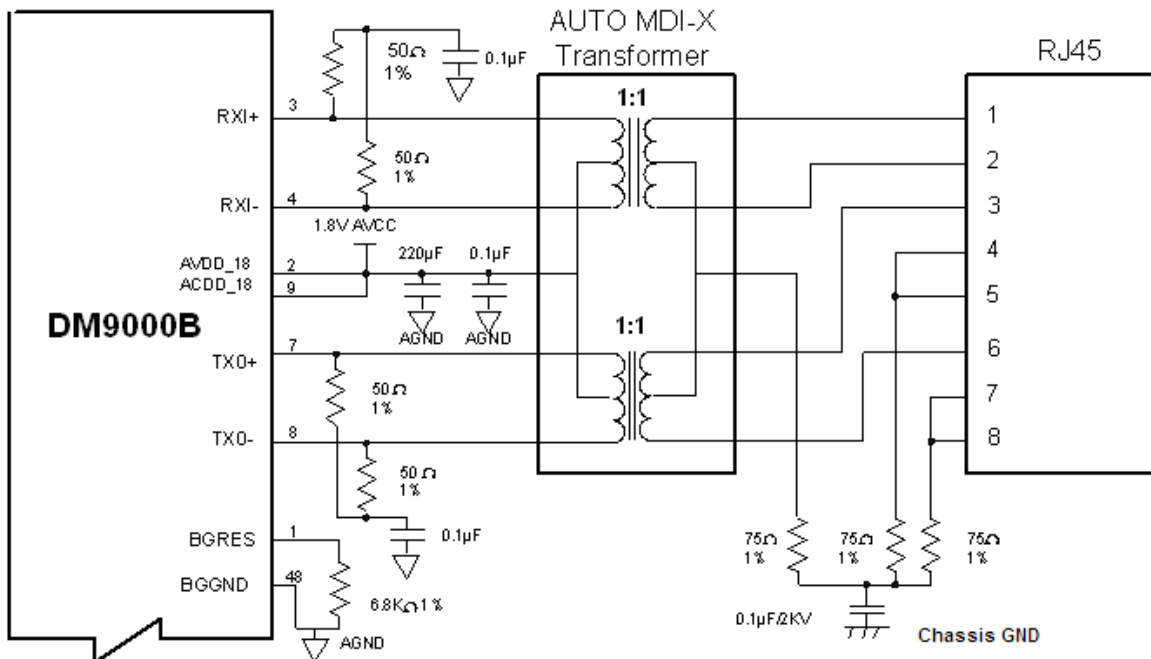 AUTO MDI-X
Transformer
RJ45
50Ω
1%
0.1µF
1:1
RXI+
3
1
2
50Ω
1%
RXI-
4
3
1.8V AVCC
4
AVDD_18
2
220µF
0.1µF
ACDD_18
9
5
DM9000B
AGND
AGND
1:1
TX0+
7
6
50Ω
1%
7
TX0-
8
8
50Ω
1%
BGRES
1
0.1µF
75Ω
1%
75Ω
1%
75Ω
1%
BGGND
48
6.8KΩ1%
0.1µF/2KV
AGND
Chassis GND